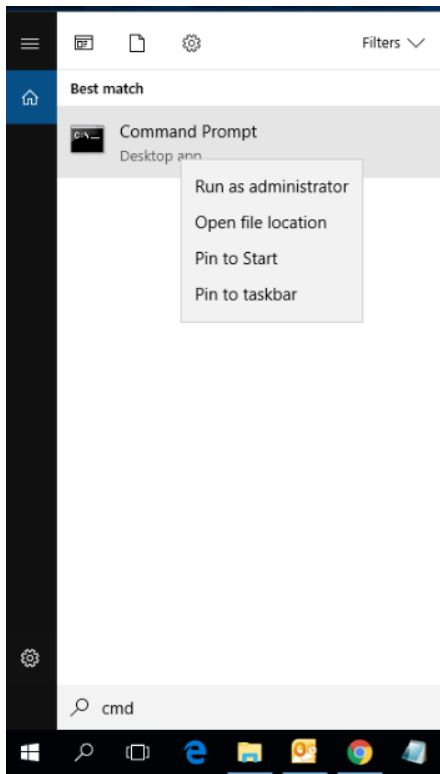 Filters
Best match
Command Prompt
Desktop app
Run as administrator
Open file location
Pin to Start
Pin to taskbar
cmd